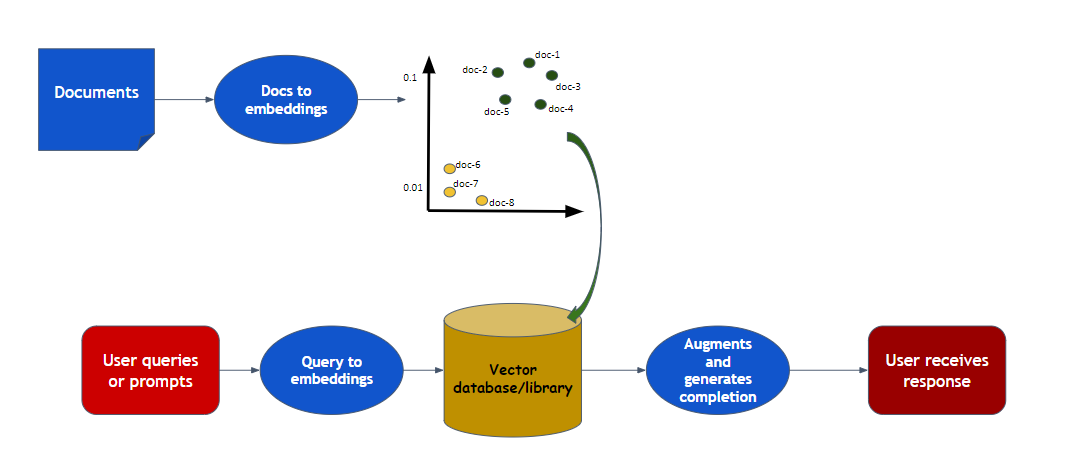 Documents
Docs to
embeddings
0.1
0.01
doc-1
doc-2
doc-3
doc-4
doc-5
doc-6
doc-7
doc-8
User queries
or prompts
Query to
embeddings
Vector
database/library
Augments
and
generates
completion
User receives
response